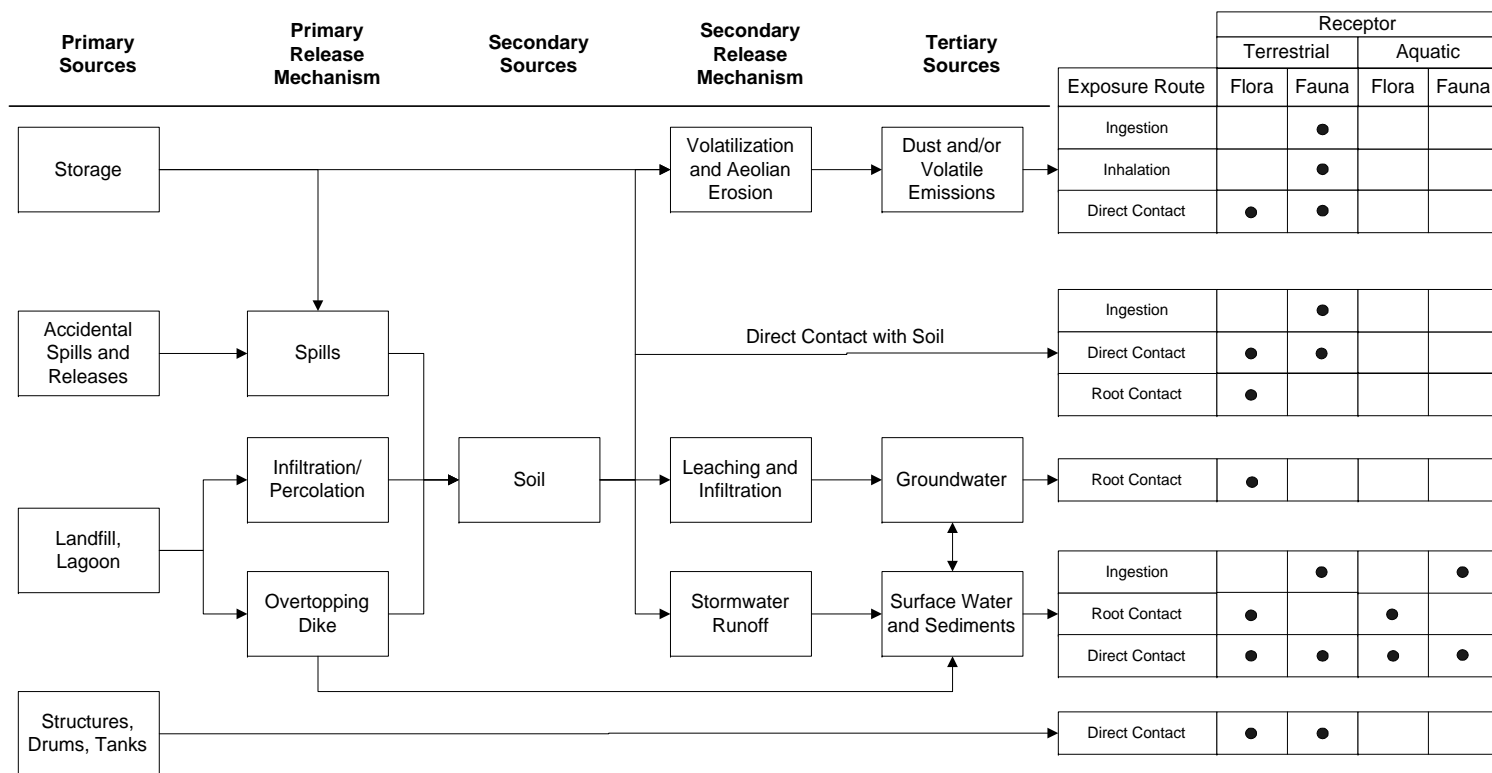 Primary
Sources
Primary
Release
Mechanism
Secondary
Sources
Secondary
Release
Mechanism
Tertiary
Sources
Receptor
Terrestrial
Aquatic
Exposure Route
Flora
Fauna
Flora
Fauna
Storage
Volatilization
and Aeolian
Erosion
Dust and/or
Volatile
Emissions
Ingestion
Inhalation
Direct Contact
Accidental
Spills and
Releases
Spills
Direct Contact with Soil
Ingestion
Direct Contact
Root Contact
Landfill,
Lagoon
Infiltration/
Percolation
Soil
Leaching and
Infiltration
Groundwater
Root Contact
Overtopping
Dike
Stormwater
Runoff
Surface Water
and Sediments
Ingestion
Root Contact
Direct Contact
Structures,
Drums, Tanks
Direct Contact